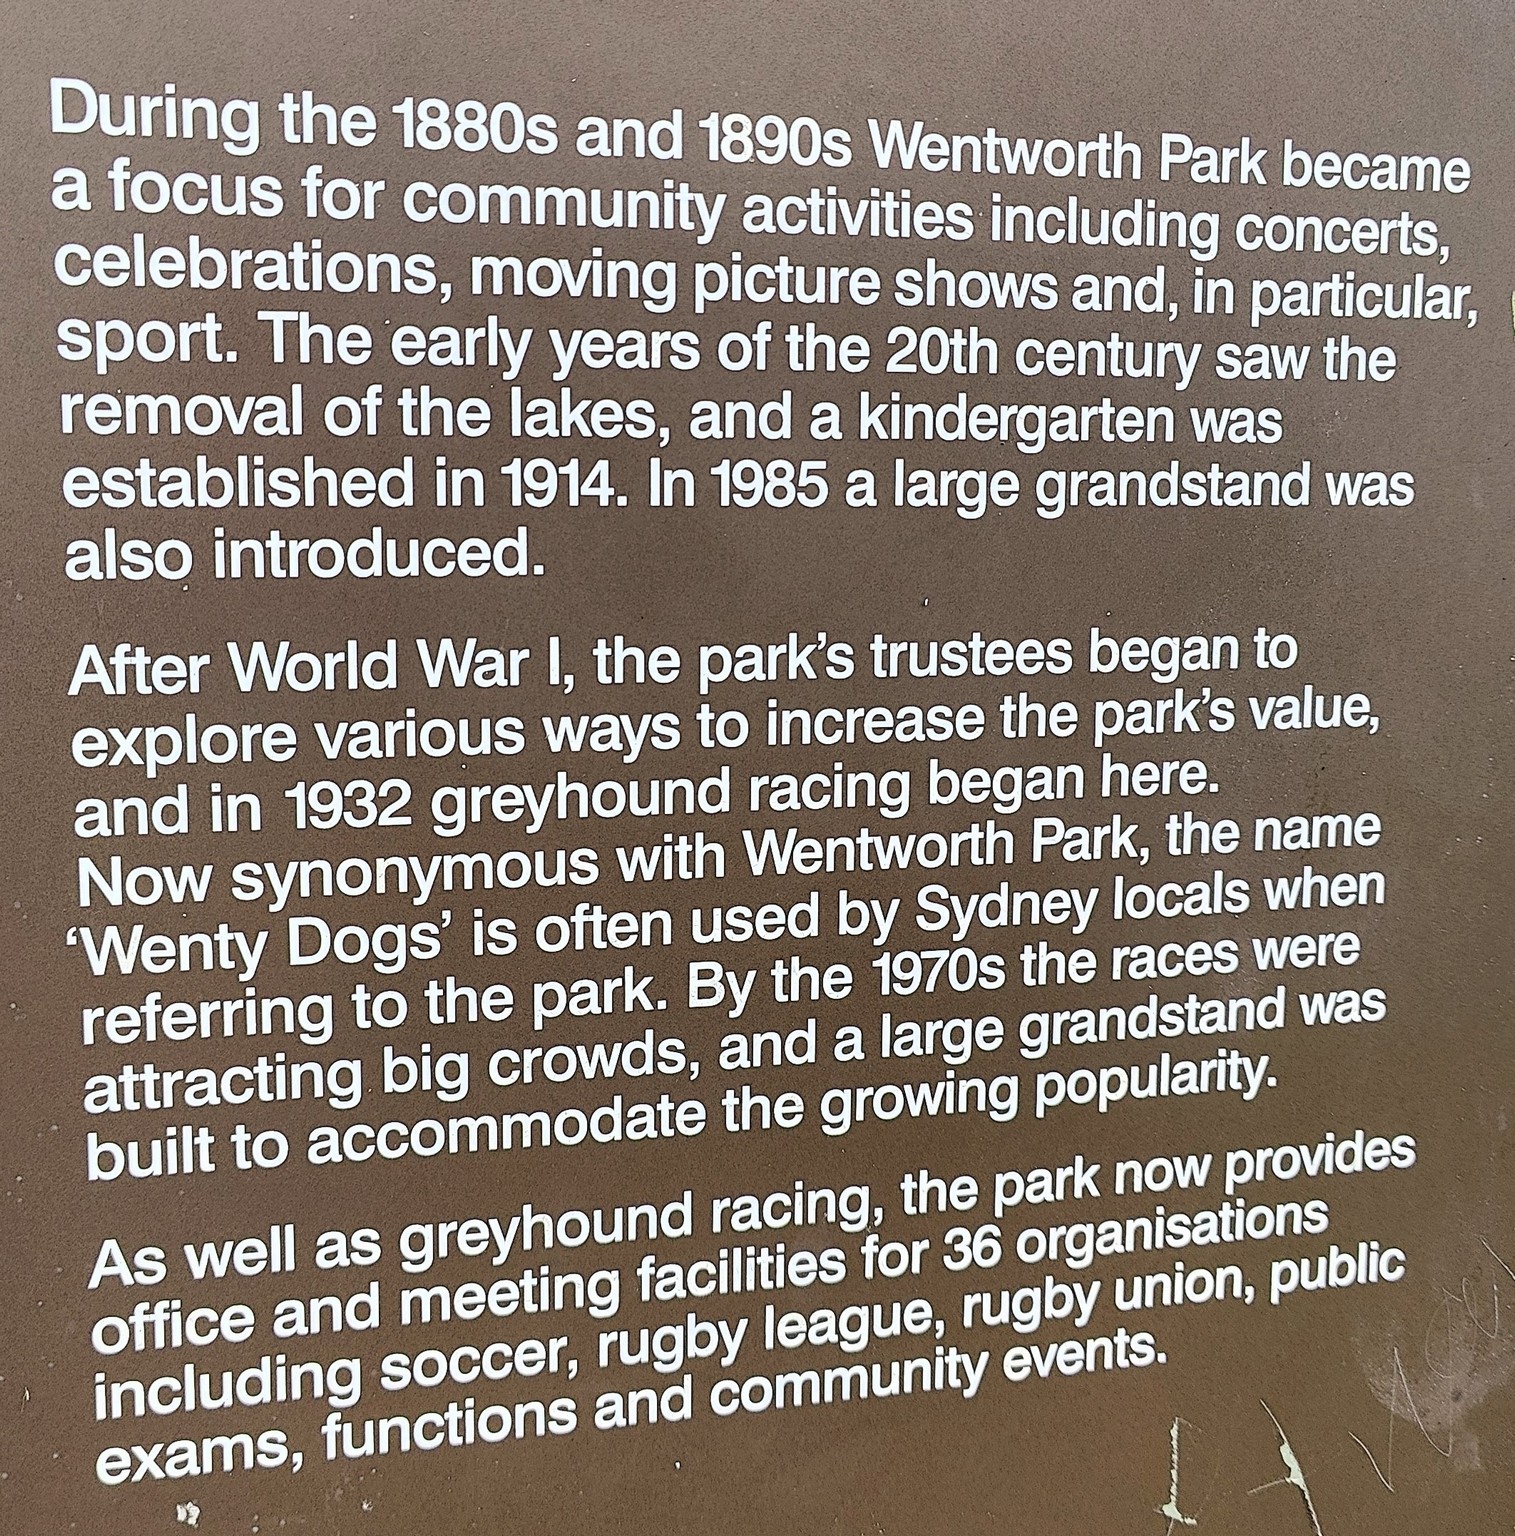 During the 1880s and 1890s Wentworth Park became
a focus for community activities including concerts,
celebrations, moving picture shows and, in particular,
sport. The early years of the 20th century saw the
removal of the lakes, and a kindergarten was
established in 1914. In 1985 a large grandstand was
also introduced.
After World War I, the park’s trustees began to
explore various ways to increase the park’s value,
and in 1932 greyhound racing began here.
Now synonymous with Wentworth Park, the name
‘Wenty Dogs’ is often used by Sydney locals when
referring to the park. By the 1970s the races were
attracting big crowds, and a large grandstand was
built to accommodate the growing popularity.
As well as greyhound racing, the park now provides
office and meeting facilities for 36 organisations
including soccer, rugby league, rugby union, public
exams, functions and community events.